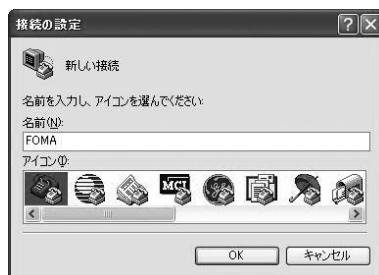 接続の設定
新しい接続
名前を入力し、アイコンを選んでください:
名前(N):
FOMA
アイコン(I):
MCI
OK
キャンセル